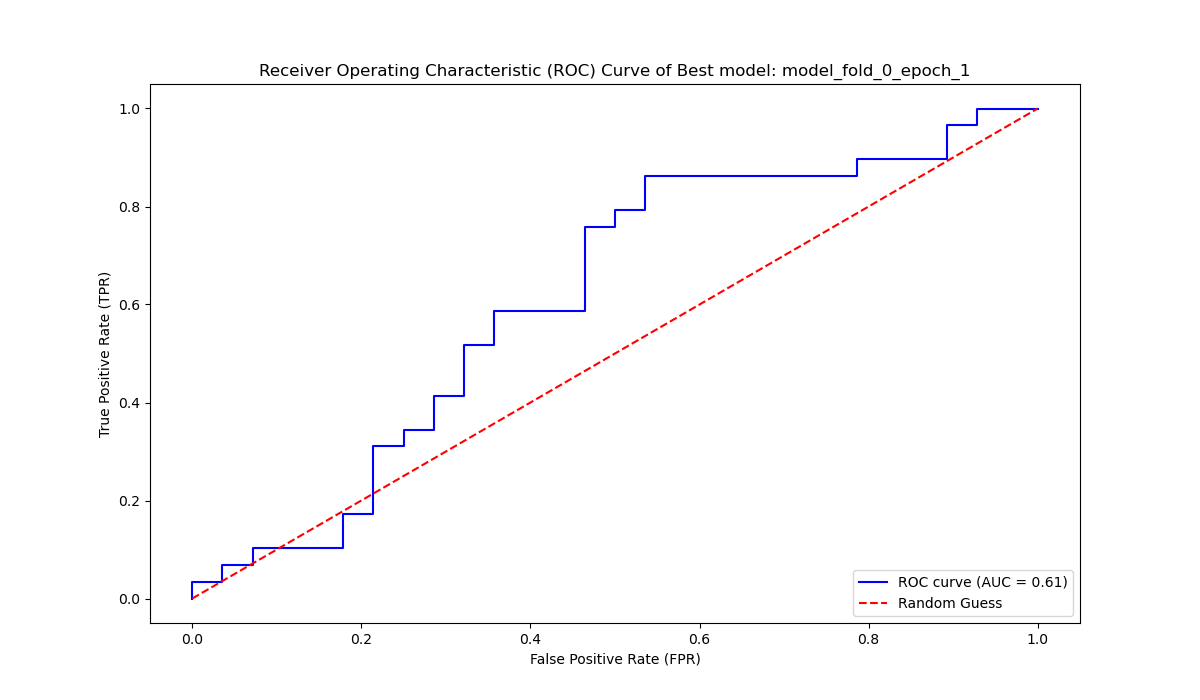 Receiver Operating Characteristic (ROC) Curve of Best model: model_fold_0_epoch_1
1.0
0.8
0.6
0.4
0.2
0.0
True Positive Rate (TPR)
ROC curve (AUC = 0.61)
Random Guess
0.0
0.2
0.4
0.6
0.8
1.0
False Positive Rate (FPR)